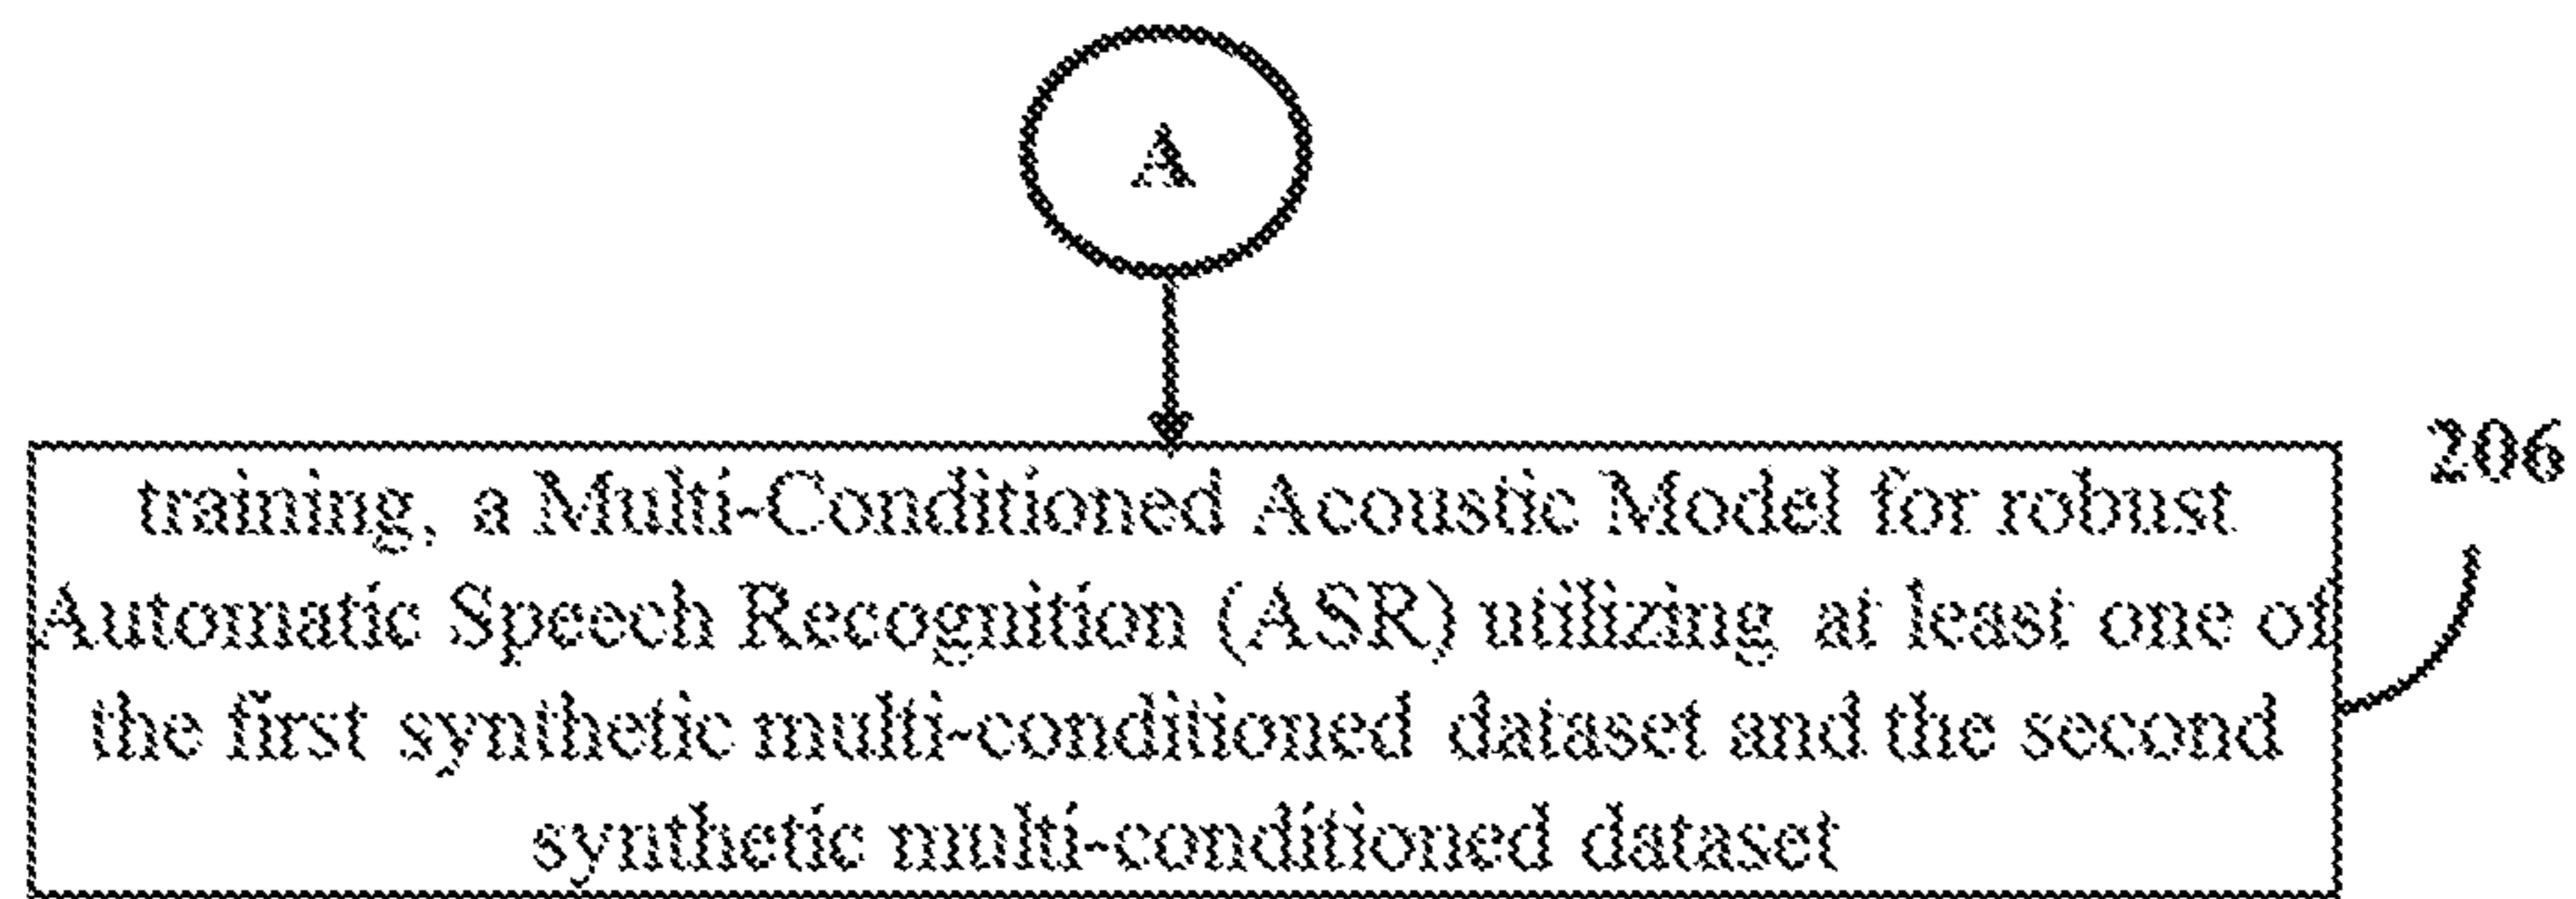 A
206
training, a Multi-Conditioned Acoustic Model for robust
Automatic Speech Recognition (ASR) utilizing at least one of
the first synthetic multi-conditioned dataset and the second
synthetic multi-conditioned dataset